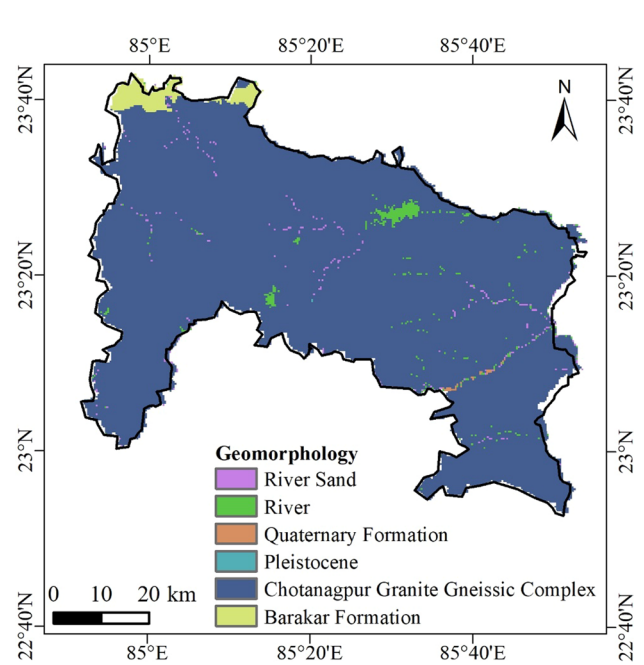 85°E 85°20'E 85°40'E
23°40'N 23°40'N
N
23°20'N 23°20'N
23°N 23°N
Geomorphology
River Sand
River
Quaternary Formation
Pleistocene
Chotanagpur Granite Gneissic Complex
Barakar Formation
0 10 20 km
22°40'N 22°40'N
85°E 85°20'E 85°40'E